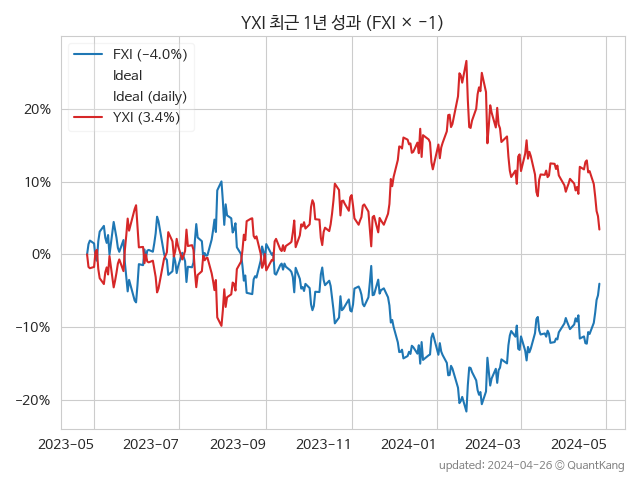 YXI 최근 1년 성과 (FXI × -1)
FXI (-4.0%)
Ideal
Ideal (daily)
YXI (3.4%)
20%
10%
0%
-10%
-20%
2023-05 2023-07 2023-09 2023-11 2024-01 2024-03 2024-05
updated: 2024-04-26 © QuantKang